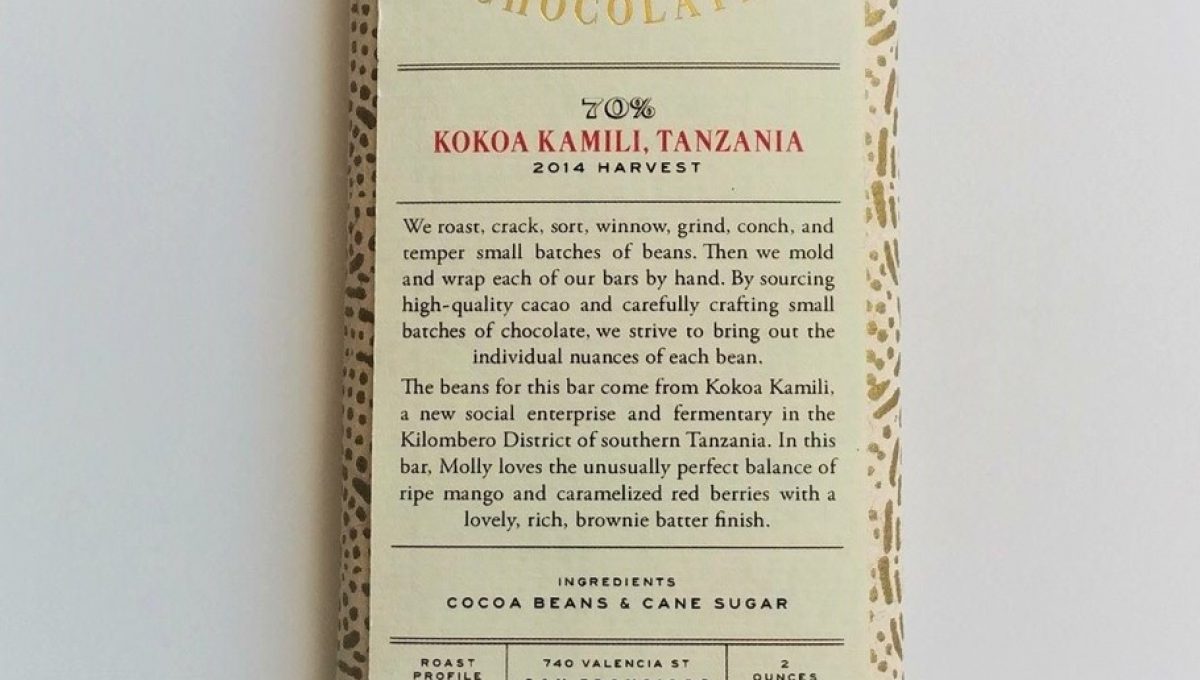 CHOCOLATE
70%
KOKOA KAMILI, TANZANIA
2014 HARVEST
We roast, crack, sort, winnow, grind, conch, and
temper small batches of beans. Then we mold
and wrap each of our bars by hand. By sourcing
high-quality cacao and carefully crafting small
batches of chocolate, we strive to bring out the
individual nuances of each bean.
The beans for this bar come from Kokoa Kamili,
a new social enterprise and fermentary in the
Kilombero District of southern Tanzania. In this
bar, Molly loves the unusually perfect balance of
ripe mango and caramelized red berries with a
lovely, rich, brownie batter finish.
INGREDIENTS
COCOA BEANS & CANE SUGAR
ROAST
PROFILE
740 VALENCIA ST
2
OUNCES